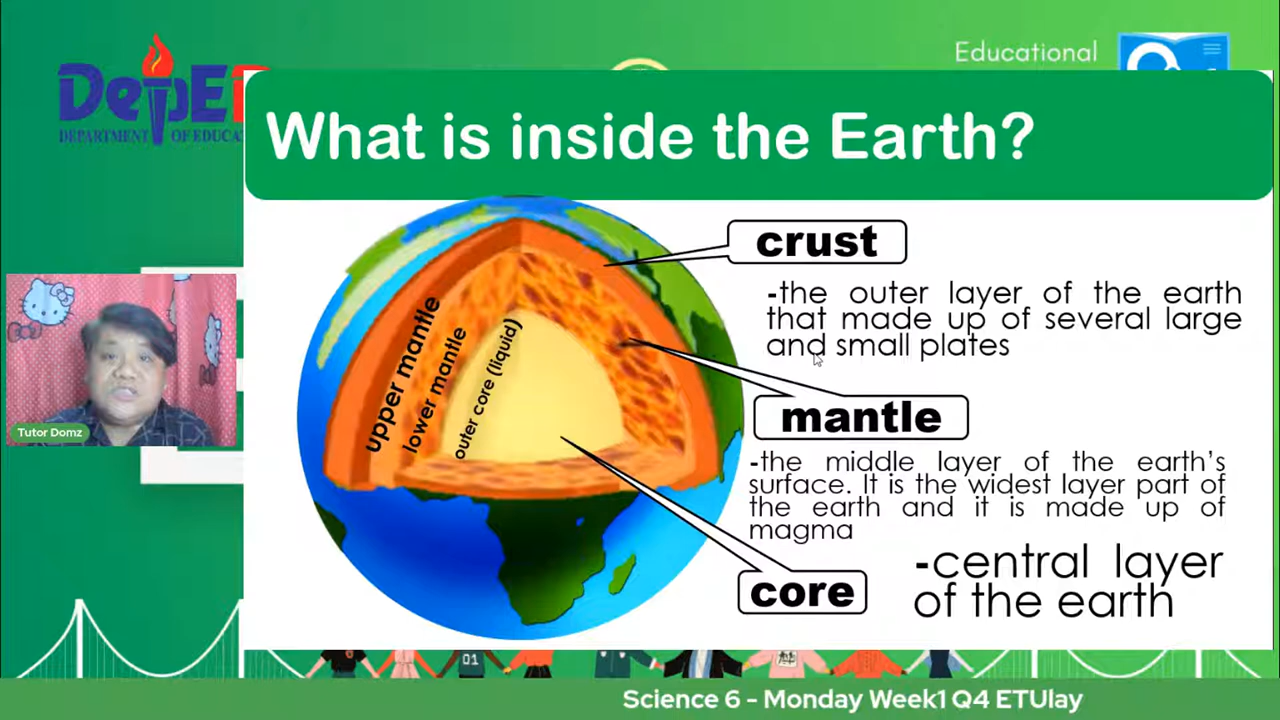 Educational
DepED
DEPARTMENT OF EDUCA
What is inside the Earth?
crust
-the outer layer of the earth
that made up of several large
and small plates
upper mantle
lower mantle
outer core (liquid)
mantle
-the middle layer of the earth's
surface. It is the widest layer part of
the earth and it is made up of
magma
core
-central layer
of the earth
Tutor Domz
01
Science 6 - Monday Week1 Q4 ETUlay